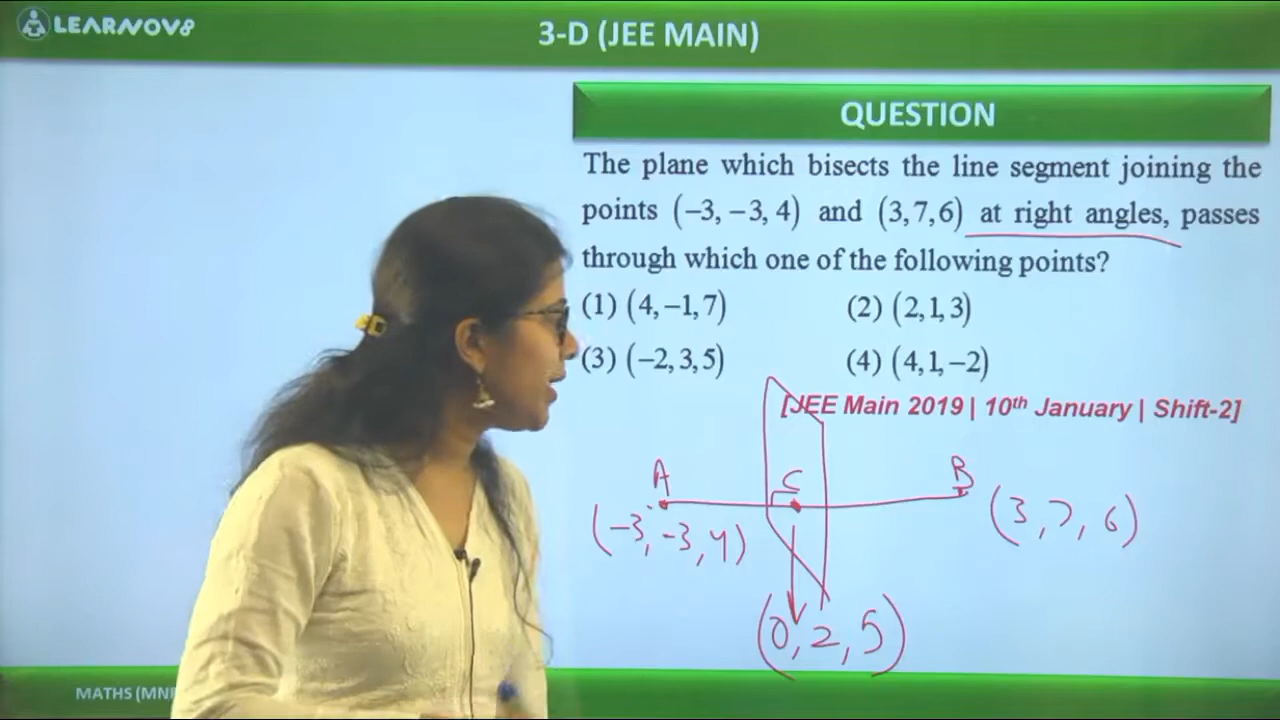 LEARNOV8
3-D (JEE MAIN)
QUESTION
The plane which bisects the line segment joining the
points (−3, −3, 4) and (3, 7, 6) at right angles, passes
through which one of the following points?
(1) (4, −1, 7) (2) (2, 1, 3)
(3) (−2, 3, 5) (4) (4, 1, −2)
[JEE Main 2019 | 10th January | Shift-2]
A C B
(−3, −3, 4) (3, 7, 6)
(0, 2, 5)
MATHS